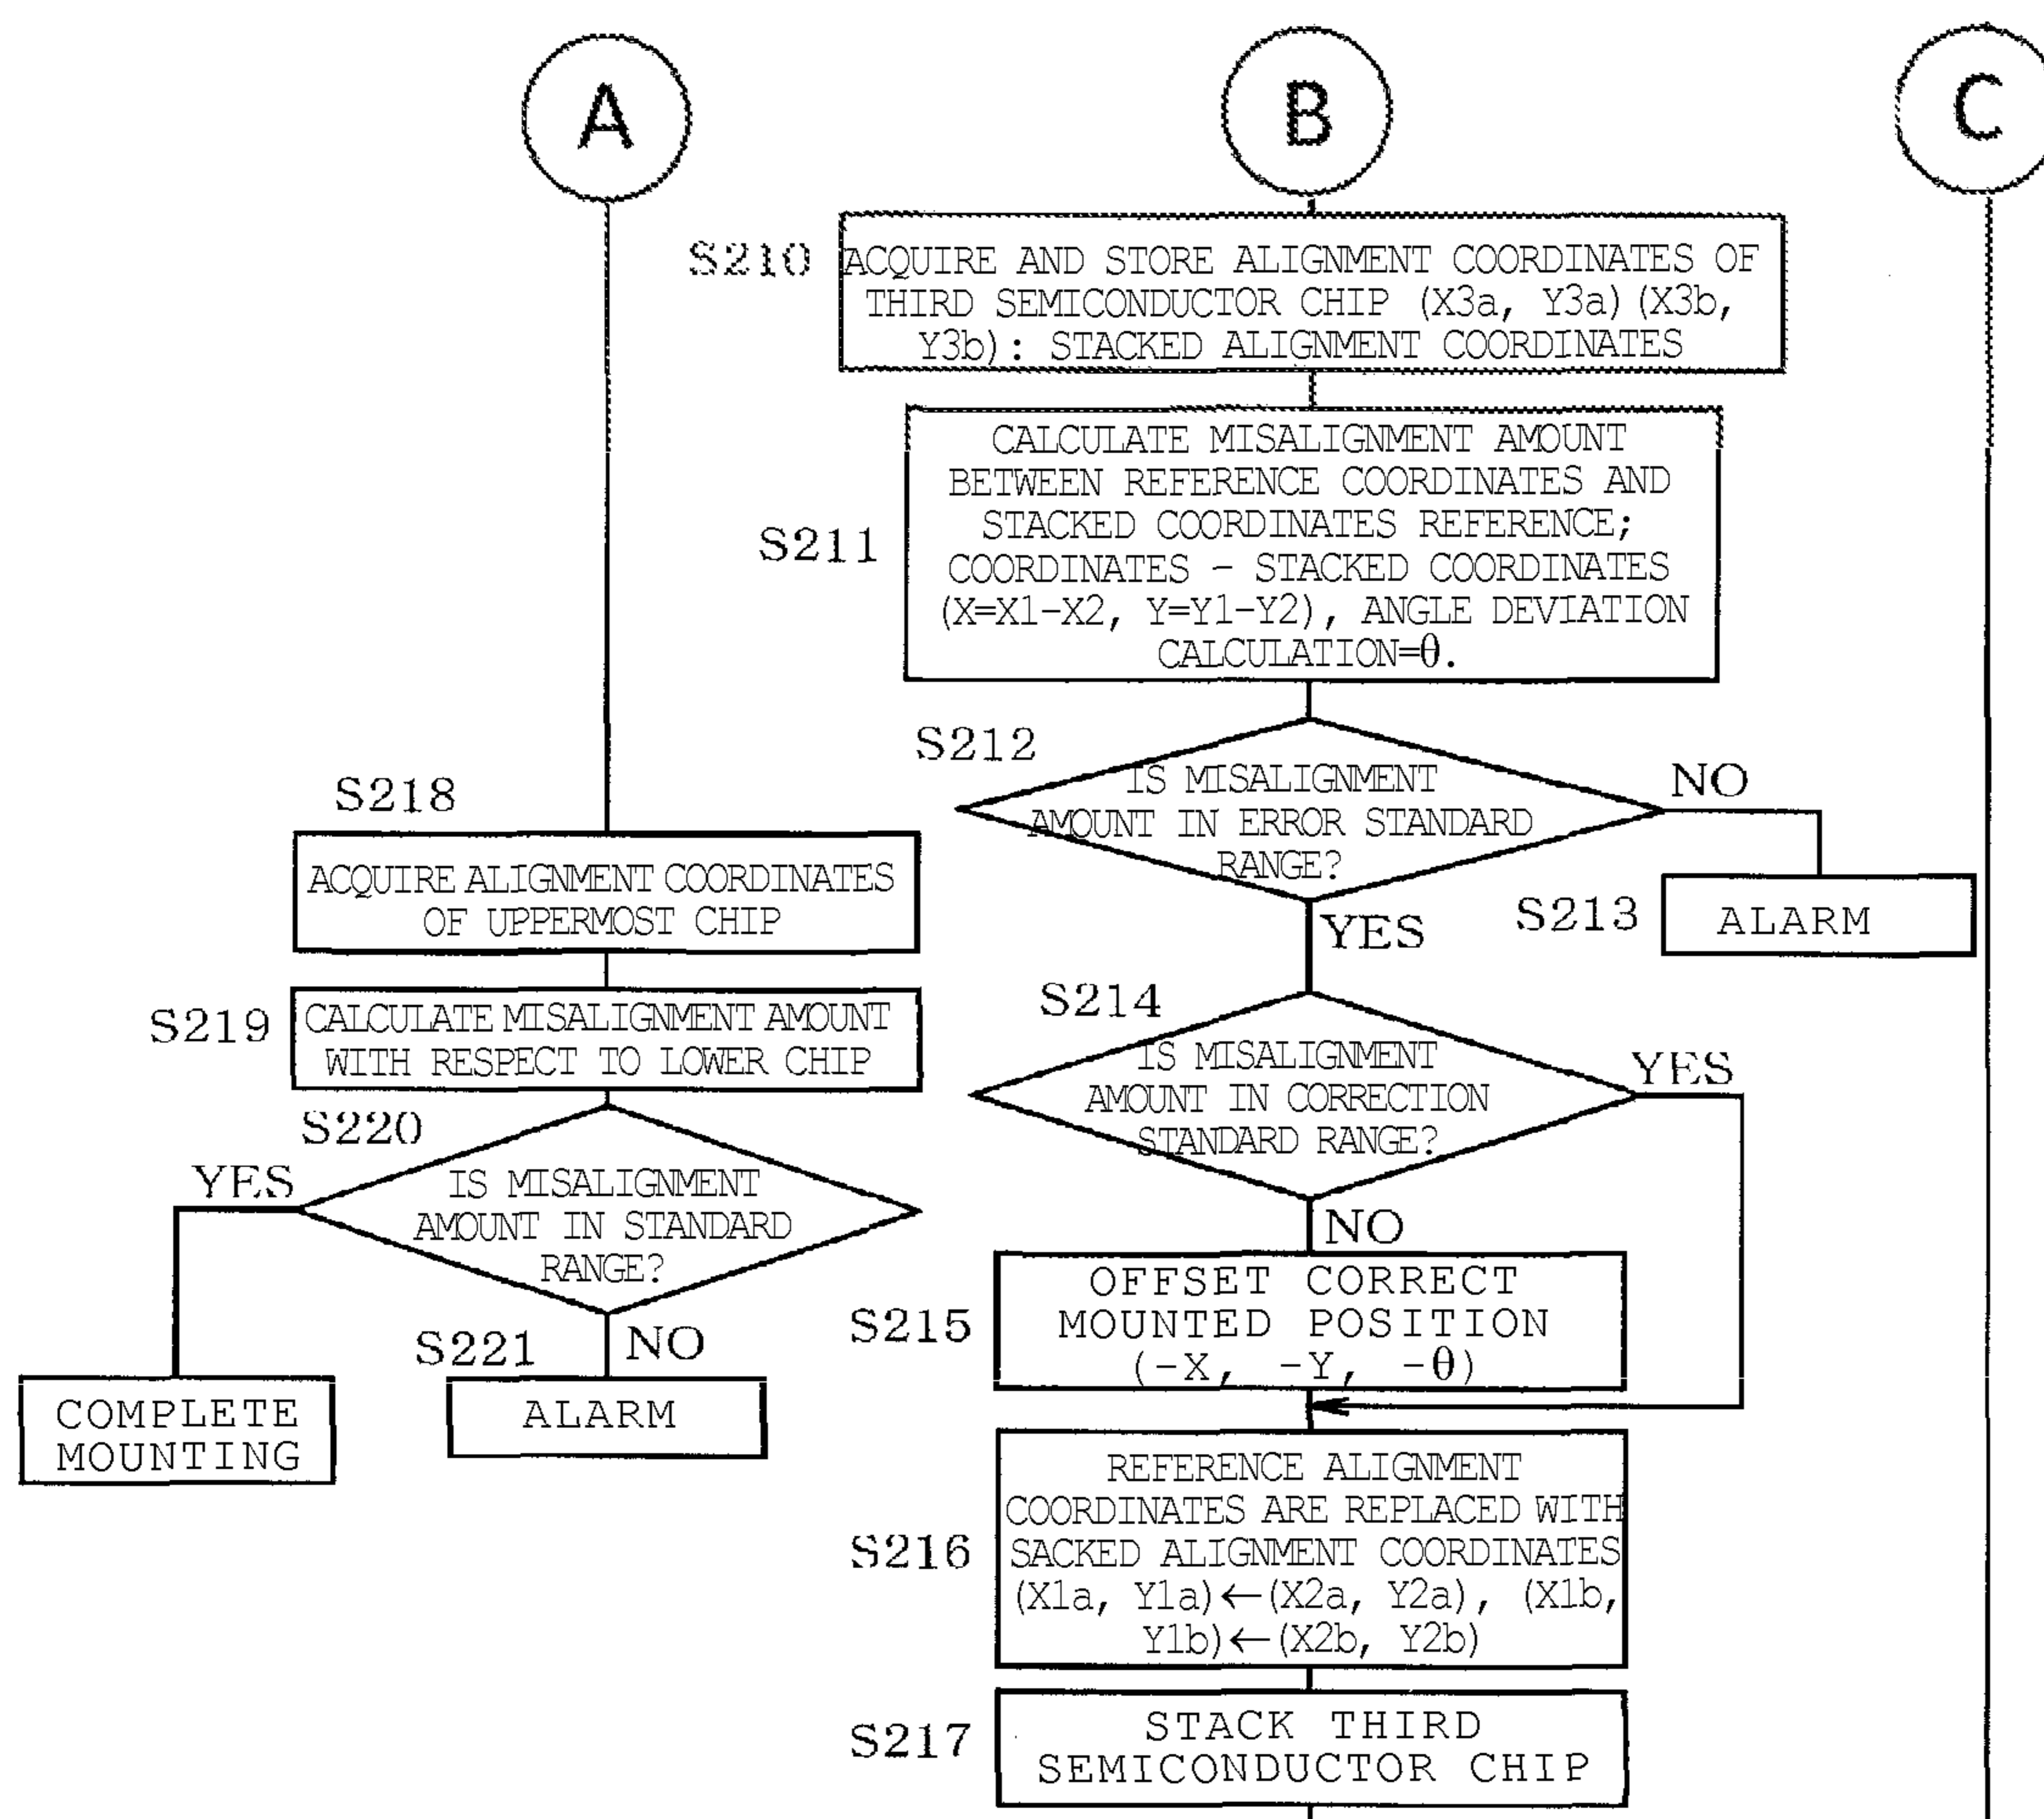 A
B
C
S210
ACQUIRE AND STORE ALIGNMENT COORDINATES OF
THIRD SEMICONDUCTOR CHIP (X3a, Y3a) (X3b,
Y3b): STACKED ALIGNMENT COORDINATES
S211
CALCULATE MISALIGNMENT AMOUNT
BETWEEN REFERENCE COORDINATES AND
STACKED COORDINATES REFERENCE;
COORDINATES - STACKED COORDINATES
(X=X1-X2, Y=Y1-Y2), ANGLE DEVIATION
CALCULATION=θ.
S212
IS MISALIGNMENT
AMOUNT IN ERROR STANDARD
RANGE?
NO
YES
S213
ALARM
S214
IS MISALIGNMENT
AMOUNT IN CORRECTION
STANDARD RANGE?
YES
NO
S215
OFFSET CORRECT
MOUNTED POSITION
(-X, -Y, -θ)
S216
REFERENCE ALIGNMENT
COORDINATES ARE REPLACED WITH
SACKED ALIGNMENT COORDINATES
(X1a, Y1a)←(X2a, Y2a), (X1b,
Y1b)←(X2b, Y2b)
S217
STACK THIRD
SEMICONDUCTOR CHIP
S218
ACQUIRE ALIGNMENT COORDINATES
OF UPPERMOST CHIP
S219
CALCULATE MISALIGNMENT AMOUNT
WITH RESPECT TO LOWER CHIP
S220
IS MISALIGNMENT
AMOUNT IN STANDARD
RANGE?
YES
NO
COMPLETE
MOUNTING
S221
ALARM